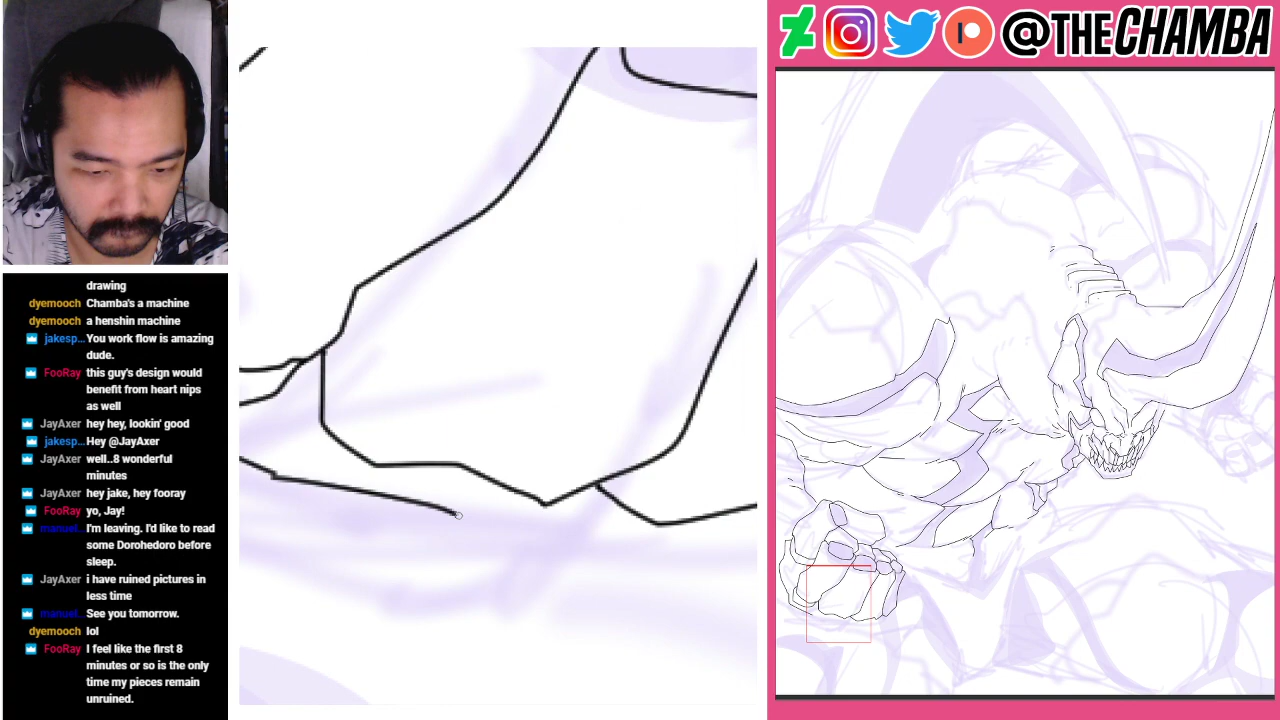 @THECHAMBA
drawing
dyemooch Chamba's a machine
dyemooch a henshin machine
jakesp... You work flow is amazing
dude.
FooRay this guy's design would
benefit from heart nips
as well
JayAxer hey hey, lookin' good
jakesp... Hey @JayAxer
JayAxer well..8 wonderful
minutes
JayAxer hey jake, hey fooray
FooRay yo, Jay!
manuel.. I'm leaving. I'd like to read
some Dorohedoro before
sleep.
JayAxer i have ruined pictures in
less time
manuel.. See you tomorrow.
dyemooch lol
FooRay I feel like the first 8
minutes or so is the only
time my pieces remain
unruined.